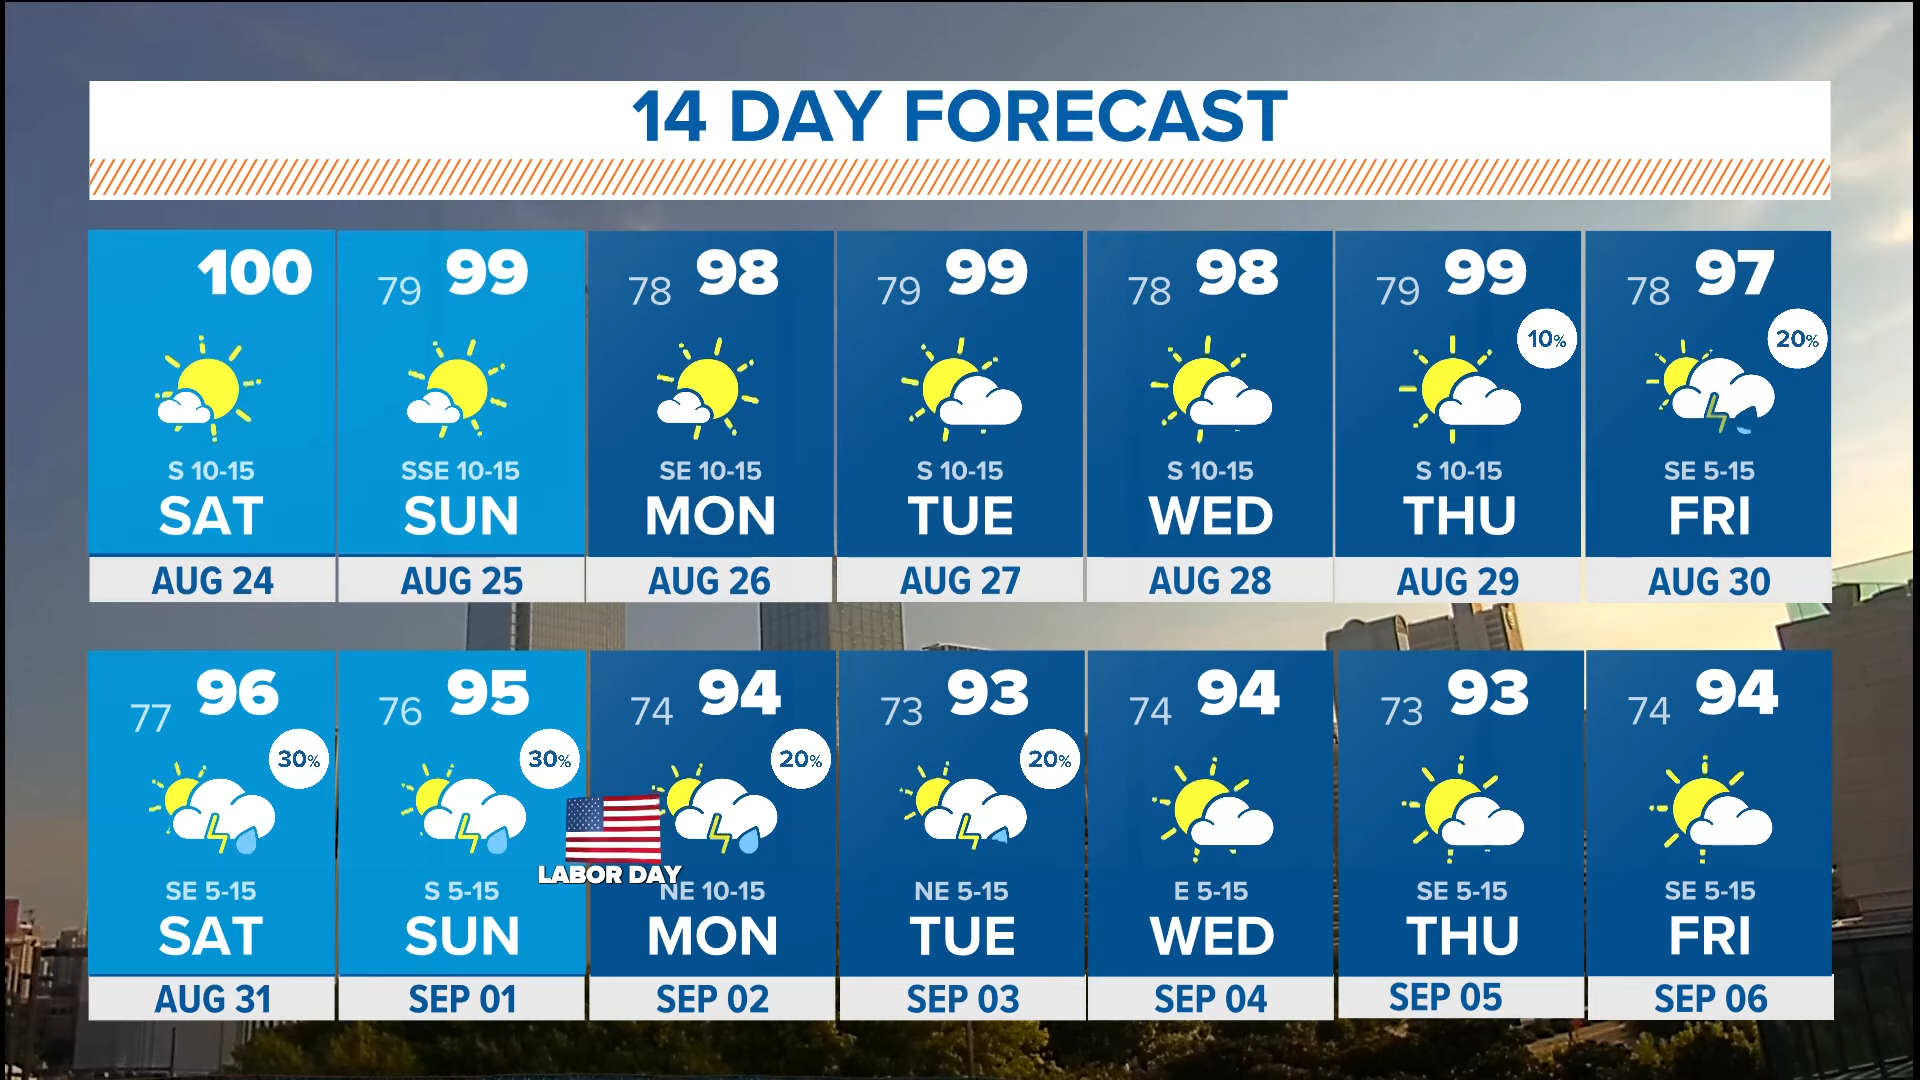 14 DAY FORECAST
100
S 10-15
SAT
AUG 24
79 99
SSE 10-15
SUN
AUG 25
78 98
SE 10-15
MON
AUG 26
79 99
S 10-15
TUE
AUG 27
78 98
S 10-15
WED
AUG 28
79 99
10%
S 10-15
THU
AUG 29
78 97
20%
SE 5-15
FRI
AUG 30
77 96
30%
SE 5-15
SAT
AUG 31
76 95
30%
S 5-15
SUN
SEP 01
74 94
20%
LABOR DAY
NE 10-15
MON
SEP 02
73 93
20%
NE 5-15
TUE
SEP 03
74 94
E 5-15
WED
SEP 04
73 93
SE 5-15
THU
SEP 05
74 94
SE 5-15
FRI
SEP 06